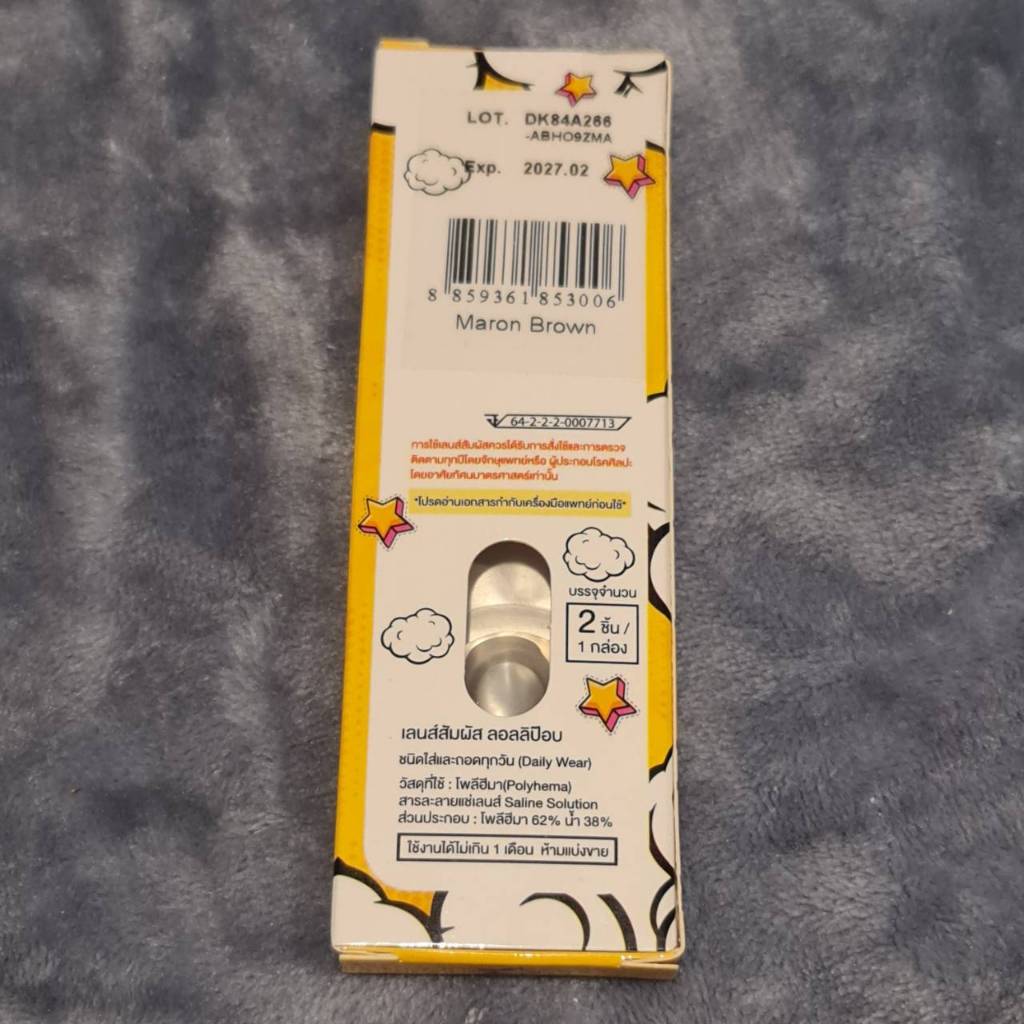 LOT. DK84A266
-ABHO9ZMA
Exp. 2027.02
8 859361 853006
Maron Brown
64-2-2-2-0007713
การใช้เลนส์สัมผัสควรได้รับการสั่งใช้และการตรวจ
ติดตามทุกปีโดยจักษุแพทย์หรือ ผู้ประกอบโรคศิลปะ
โดยอาศัยทัศนมาตรศาสตร์เท่านั้น
*โปรดอ่านเอกสารกำกับเครื่องมือแพทย์ก่อนใช้*
บรรจุจำนวน
2 ชิ้น /
1 กล่อง
เลนส์สัมผัส ลอลลิป๊อบ
ชนิดใส่และถอดทุกวัน (Daily Wear)
วัสดุที่ใช้ : โพลีฮีมา(Polyhema)
สารละลายแช่เลนส์ Saline Solution
ส่วนประกอบ : โพลีฮีมา 62% น้ำ 38%
ใช้งานได้ไม่เกิน 1 เดือน ห้ามแบ่งขาย